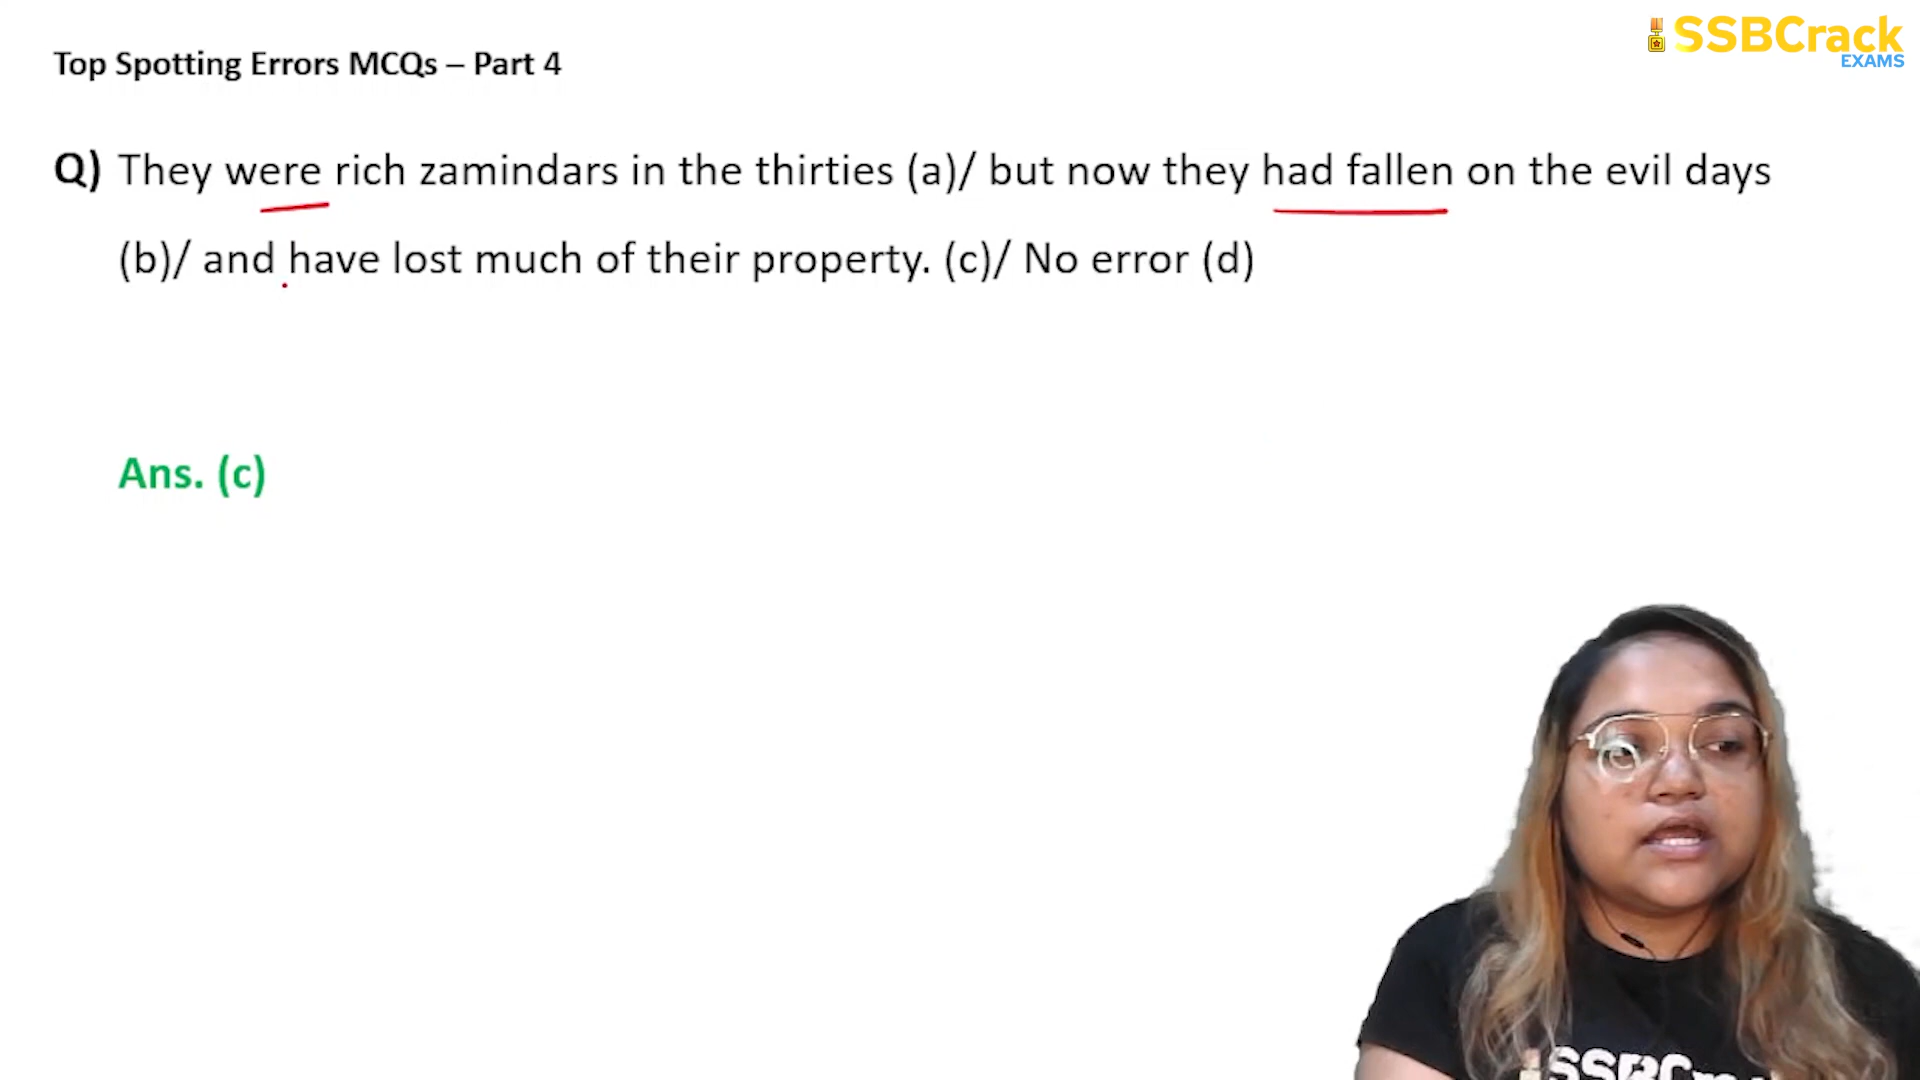 SSBCrack
EXAMS
Top Spotting Errors MCQs – Part 4
Q) They were rich zamindars in the thirties (a)/ but now they had fallen on the evil days
(b)/ and have lost much of their property. (c)/ No error (d)
Ans. (c)